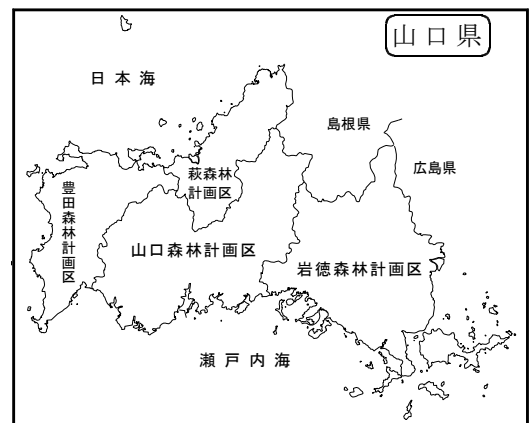 山口県
日本海
島根県
広島県
萩森林
計画区
豊田森林計画区
山口森林計画区
岩徳森林計画区
瀬戸内海